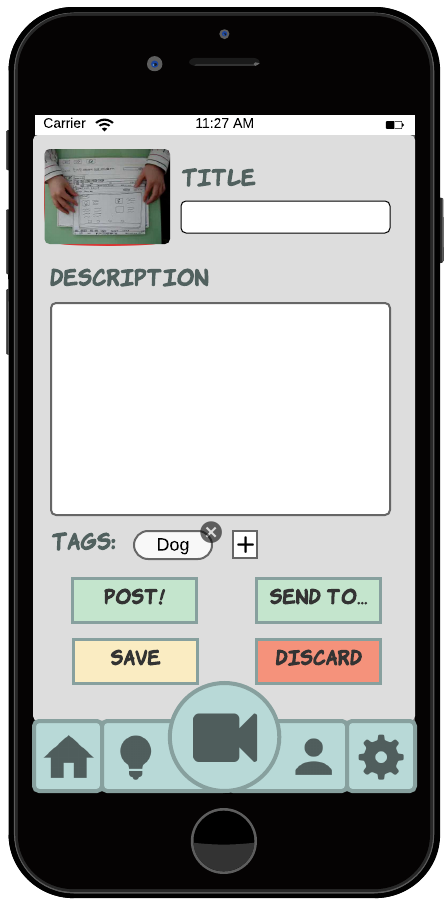 Carrier 11:27 AM
TITLE
DESCRIPTION
TAGS: Dog
POST! SEND TO...
SAVE DISCARD